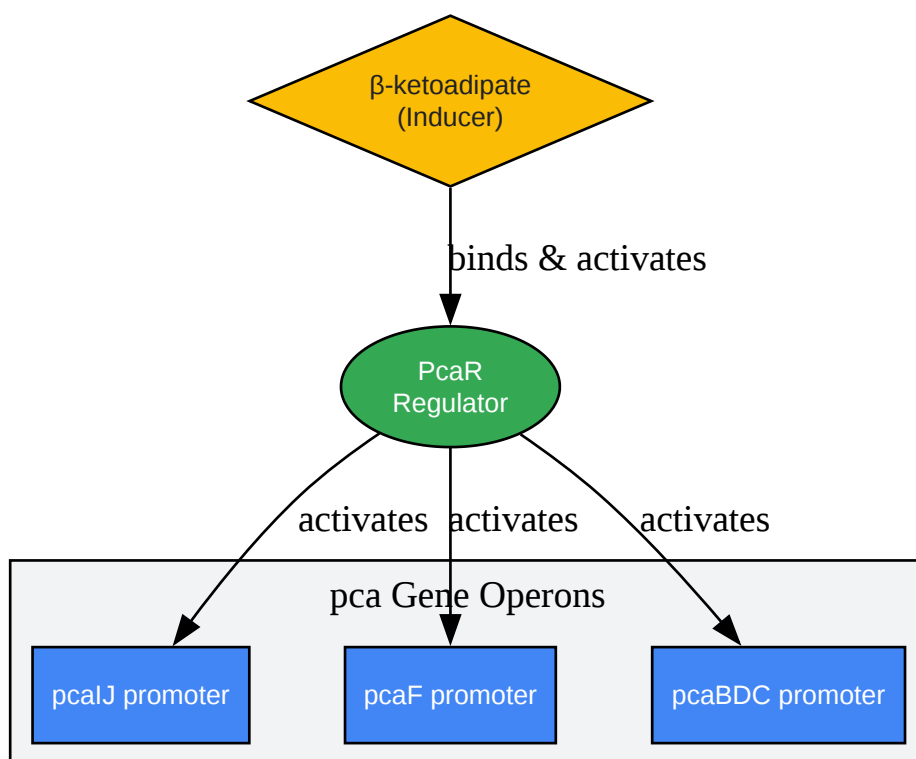 β-ketoadipate
(Inducer)
binds & activates
PcaR
Regulator
activates
activates
activates
pca Gene Operons
pcaIJ promoter
pcaF promoter
pcaBDC promoter